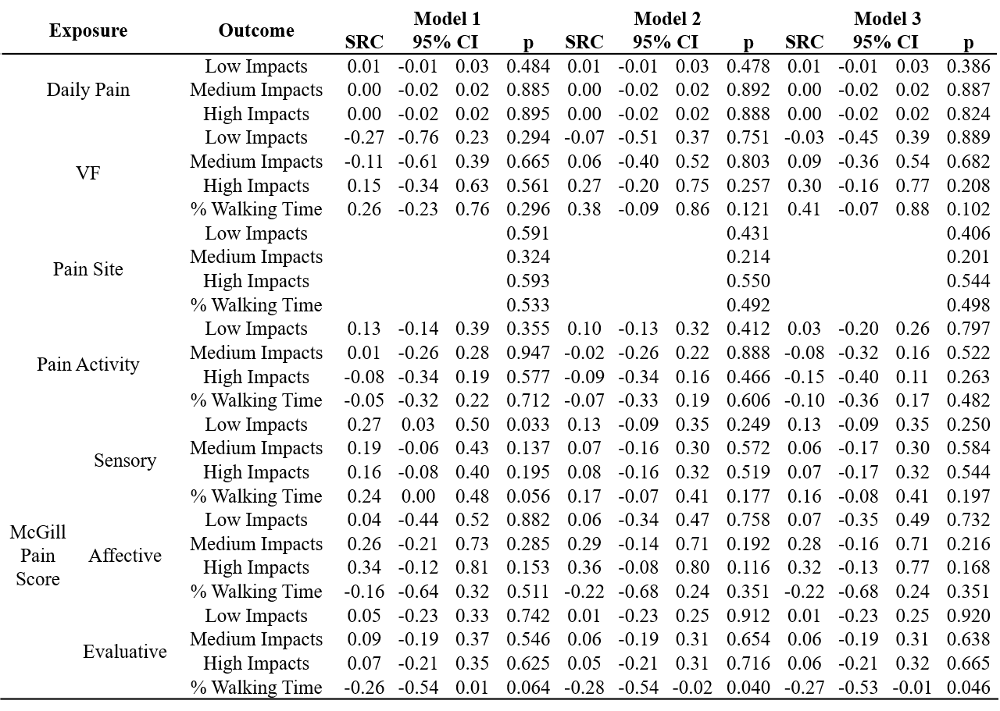 Exposure Outcome Model 1 Model 2 Model 3
SRC 95% CI p SRC 95% CI p SRC 95% CI p
Daily Pain
Low Impacts 0.01 -0.01 0.03 0.484 0.01 -0.01 0.03 0.478 0.01 -0.01 0.03 0.386
Medium Impacts 0.00 -0.02 0.02 0.885 0.00 -0.02 0.02 0.892 0.00 -0.02 0.02 0.887
High Impacts 0.00 -0.02 0.02 0.895 0.00 -0.02 0.02 0.888 0.00 -0.02 0.02 0.824
VF
Low Impacts -0.27 -0.76 0.23 0.294 -0.07 -0.51 0.37 0.751 -0.03 -0.45 0.39 0.889
Medium Impacts -0.11 -0.61 0.39 0.665 0.06 -0.40 0.52 0.803 0.09 -0.36 0.54 0.682
High Impacts 0.15 -0.34 0.63 0.561 0.27 -0.20 0.75 0.257 0.30 -0.16 0.77 0.208
% Walking Time 0.26 -0.23 0.76 0.296 0.38 -0.09 0.86 0.121 0.41 -0.07 0.88 0.102
Pain Site
Low Impacts 0.591 0.431 0.406
Medium Impacts 0.324 0.214 0.201
High Impacts 0.593 0.550 0.544
% Walking Time 0.533 0.492 0.498
Pain Activity
Low Impacts 0.13 -0.14 0.39 0.355 0.10 -0.13 0.32 0.412 0.03 -0.20 0.26 0.797
Medium Impacts 0.01 -0.26 0.28 0.947 -0.02 -0.26 0.22 0.888 -0.08 -0.32 0.16 0.522
High Impacts -0.08 -0.34 0.19 0.577 -0.09 -0.34 0.16 0.466 -0.15 -0.40 0.11 0.263
% Walking Time -0.05 -0.32 0.22 0.712 -0.07 -0.33 0.19 0.606 -0.10 -0.36 0.17 0.482
McGill
Pain
Score
Sensory
Low Impacts 0.27 0.03 0.50 0.033 0.13 -0.09 0.35 0.249 0.13 -0.09 0.35 0.250
Medium Impacts 0.19 -0.06 0.43 0.137 0.07 -0.16 0.30 0.572 0.06 -0.17 0.30 0.584
High Impacts 0.16 -0.08 0.40 0.195 0.08 -0.16 0.32 0.519 0.07 -0.17 0.32 0.544
% Walking Time 0.24 0.00 0.48 0.056 0.17 -0.07 0.41 0.177 0.16 -0.08 0.41 0.197
Affective
Low Impacts 0.04 -0.44 0.52 0.882 0.06 -0.34 0.47 0.758 0.07 -0.35 0.49 0.732
Medium Impacts 0.26 -0.21 0.73 0.285 0.29 -0.14 0.71 0.192 0.28 -0.16 0.71 0.216
High Impacts 0.34 -0.12 0.81 0.153 0.36 -0.08 0.80 0.116 0.32 -0.13 0.77 0.168
% Walking Time -0.16 -0.64 0.32 0.511 -0.22 -0.68 0.24 0.351 -0.22 -0.68 0.24 0.351
Evaluative
Low Impacts 0.05 -0.23 0.33 0.742 0.01 -0.23 0.25 0.912 0.01 -0.23 0.25 0.920
Medium Impacts 0.09 -0.19 0.37 0.546 0.06 -0.19 0.31 0.654 0.06 -0.19 0.31 0.638
High Impacts 0.07 -0.21 0.35 0.625 0.05 -0.21 0.31 0.716 0.06 -0.21 0.32 0.665
% Walking Time -0.26 -0.54 0.01 0.064 -0.28 -0.54 -0.02 0.040 -0.27 -0.53 -0.01 0.046